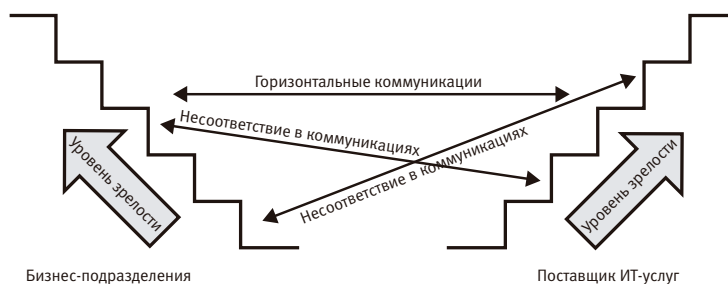 Горизонтальные коммуникации
Несоответствие в коммуникациях
Несоответствие в коммуникациях
Уровень зрелости
Уровень зрелости
Бизнес-подразделения
Поставщик ИТ-услуг